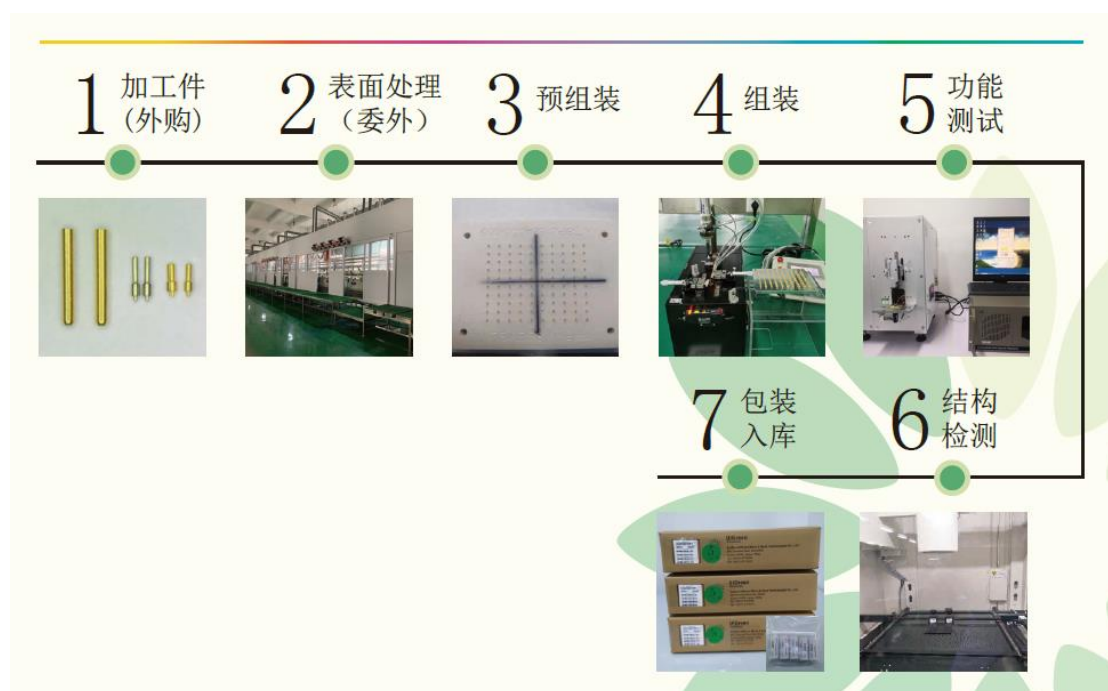 1 加工件
(外购)
2 表面处理
（委外）
3 预组装
4 组装
5 功能
测试
7 包装
入库
6 结构
检测